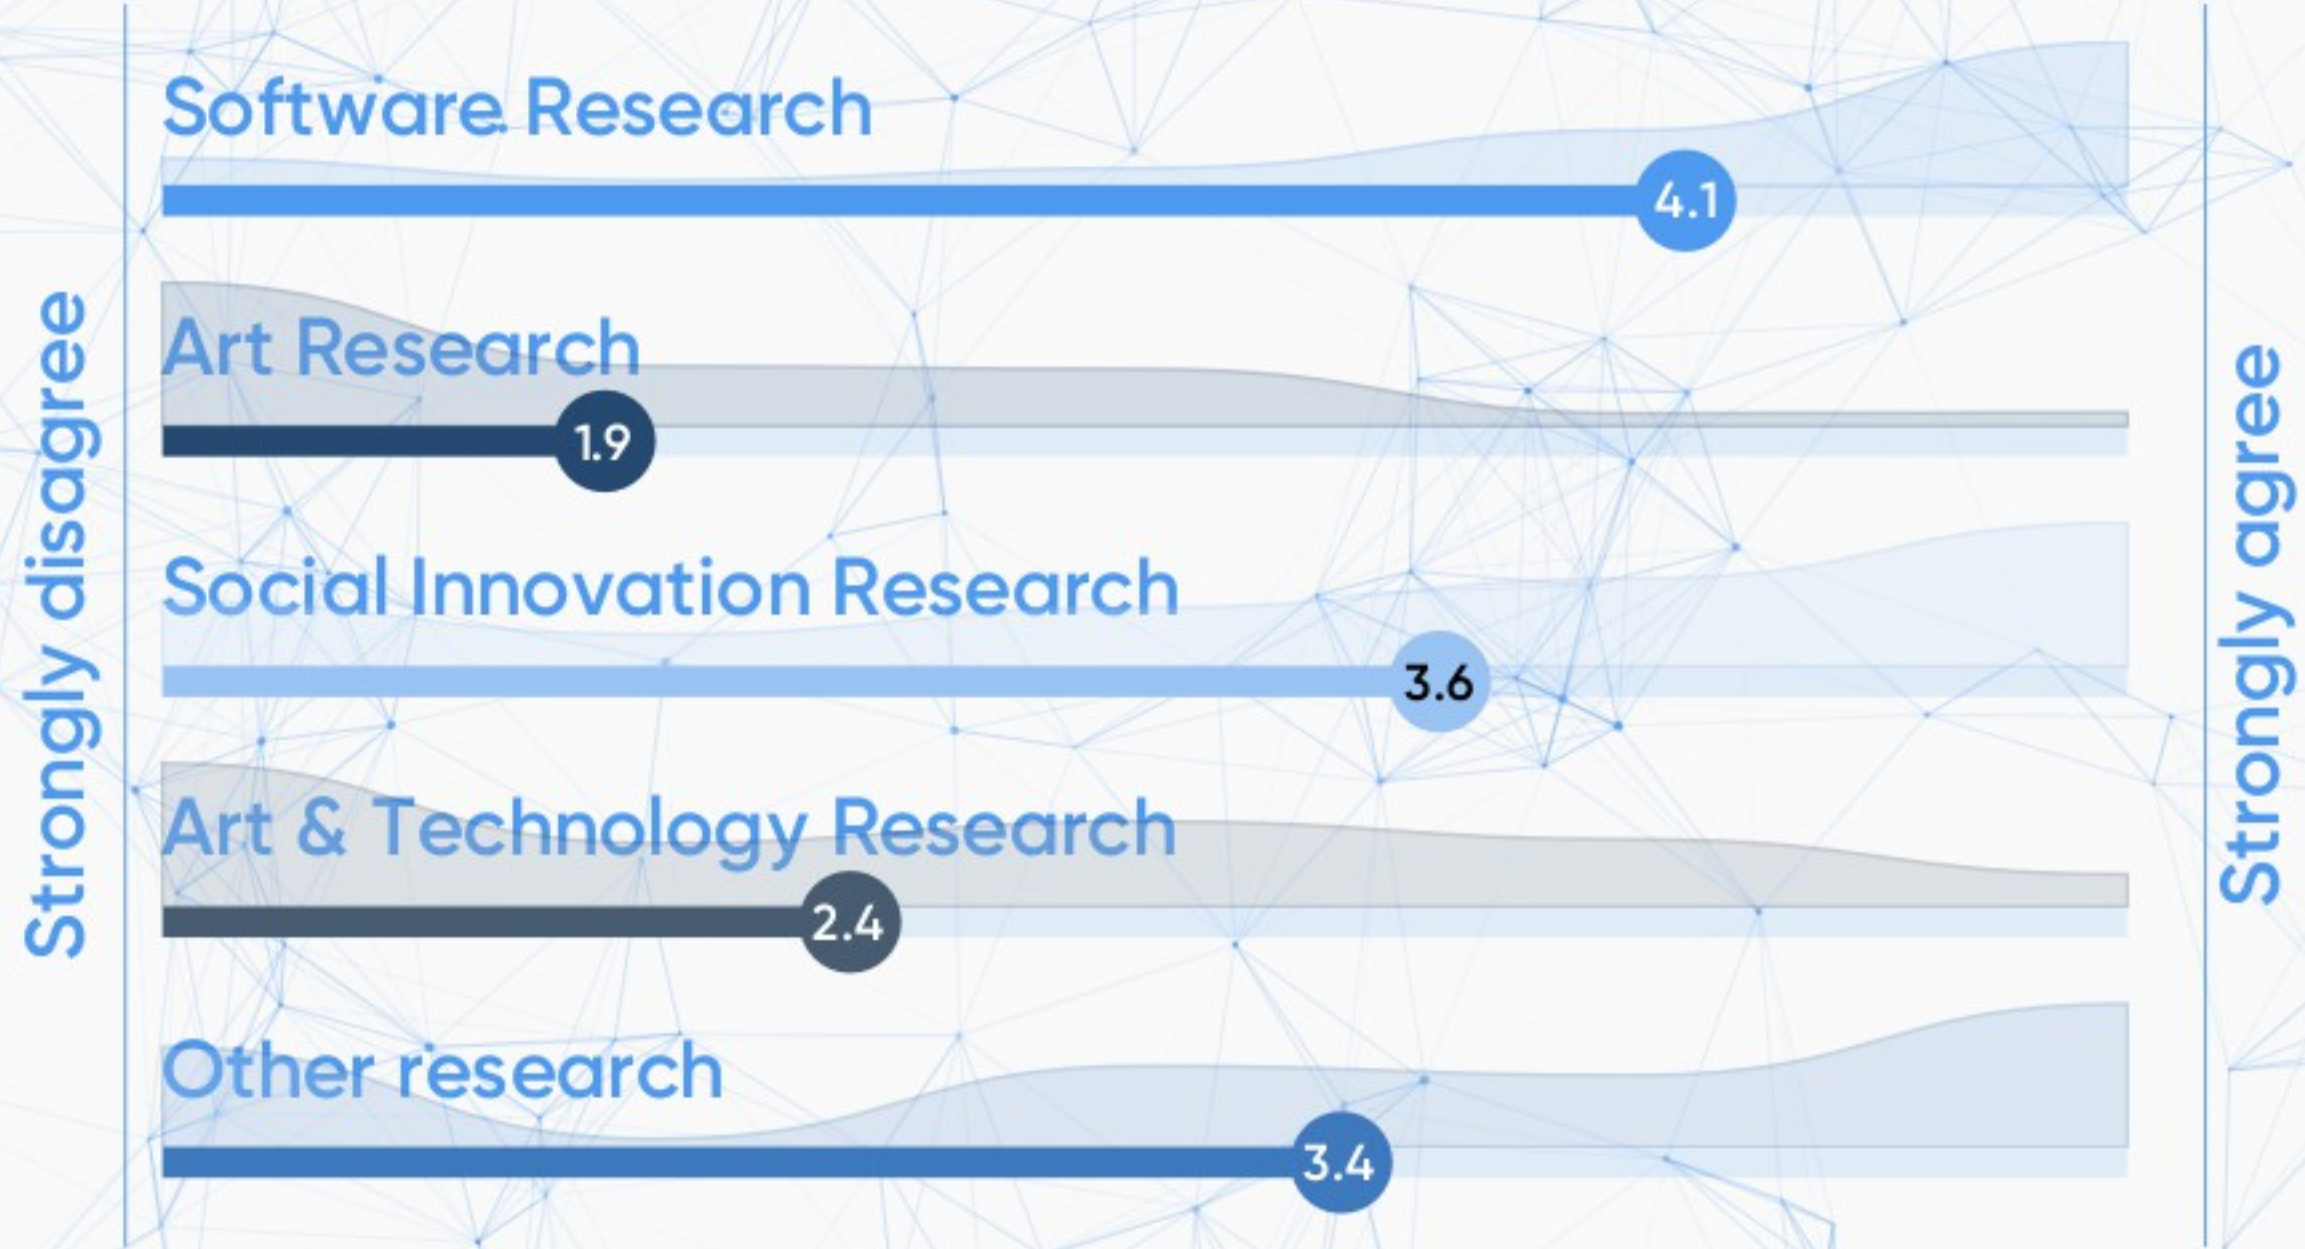 Strongly disagree
Software Research
4.1
Art Research
1.9
Social Innovation Research
3.6
Art & Technology Research
2.4
Other research
3.4
Strongly agree